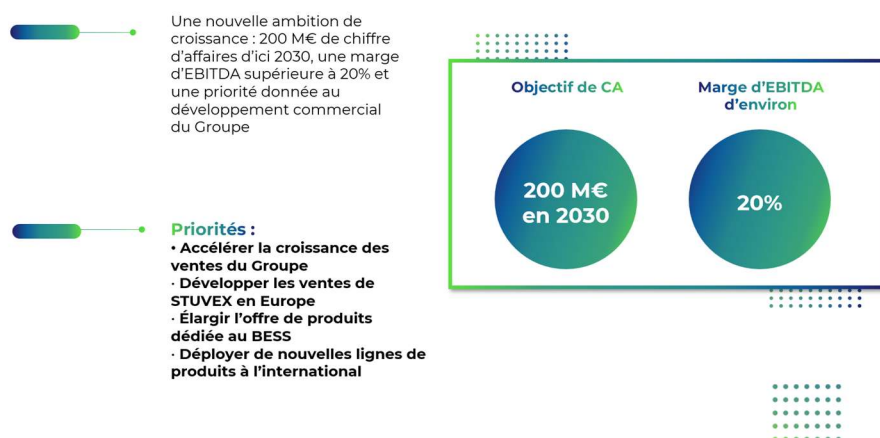 Une nouvelle ambition de
croissance : 200 M€ de chiffre
d'affaires d'ici 2030, une marge
d'EBITDA supérieure à 20% et
une priorité donnée au
développement commercial
du Groupe
Priorités :
• Accélérer la croissance des
ventes du Groupe
· Développer les ventes de
STUVEX en Europe
· Élargir l'offre de produits
dédiée au BESS
· Déployer de nouvelles lignes de
produits à l'international
Objectif de CA
200 M€
en 2030
Marge d'EBITDA
d'environ
20%